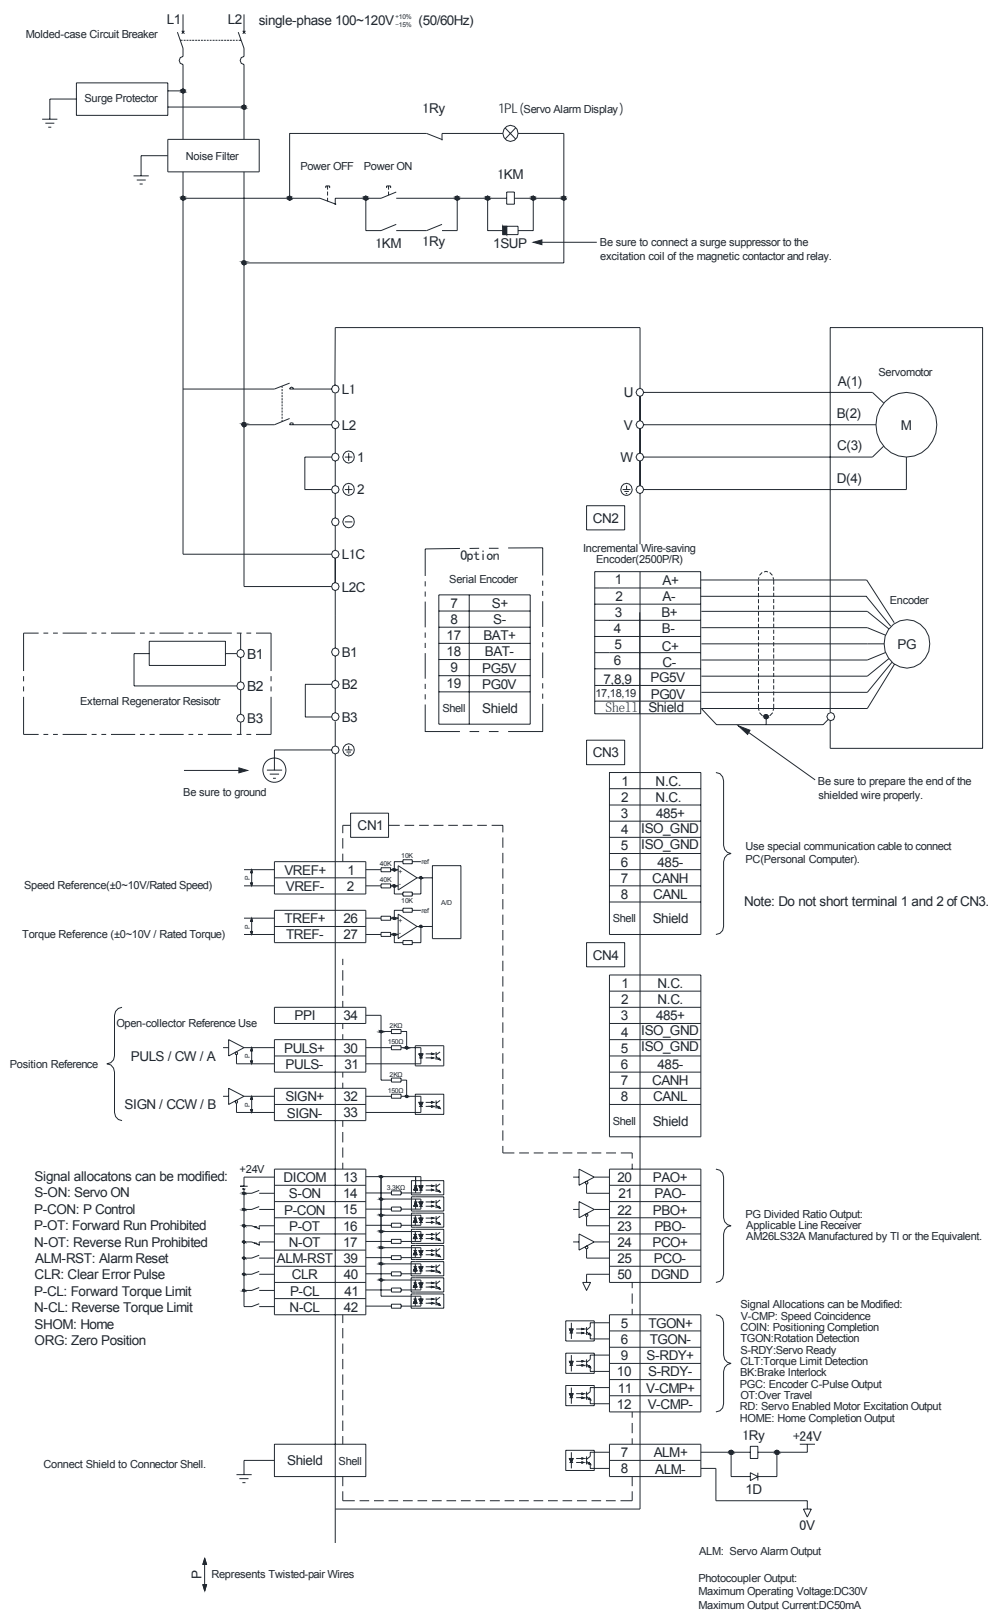 L1 L2 single-phase 100~120V +10% -15% (50/60Hz)
Molded-case Circuit Breaker
Surge Protector
Noise Filter
1Ry 1PL (Servo Alarm Display)
Power OFF Power ON
1KM
1KM 1Ry 1SUP
Be sure to connect a surge suppressor to the
excitation coil of the magnetic contactor and relay.
L1
L2
⊕ 1
⊕ 2
⊖
L1C
L2C
B1
B2
B3
B1
B2
B3
External Regenerator Resisotr
Be sure to ground
U
V
W
A(1)
B(2)
C(3)
D(4)
Servomotor
M
CN2
Incremental Wire-saving
Encoder(2500P/R)
1 A+
2 A-
3 B+
4 B-
5 C+
6 C-
7,8,9 PG5V
17,18,19 PG0V
Shell Shield
Encoder
PG
Be sure to prepare the end of the
shielded wire properly.
Option
Serial Encoder
7 S+
8 S-
17 BAT+
18 BAT-
9 PG5V
19 PG0V
Shell Shield
CN3
1 N.C.
2 N.C.
3 485+
4 ISO_GND
5 ISO_GND
6 485-
7 CANH
8 CANL
Shell Shield
Use special communication cable to connect
PC(Personal Computer).
Note: Do not short terminal 1 and 2 of CN3.
CN4
1 N.C.
2 N.C.
3 485+
4 ISO_GND
5 ISO_GND
6 485-
7 CANH
8 CANL
Shell Shield
CN1
Speed Reference(±0~10V/Rated Speed)
P
VREF+ 1
VREF- 2
40K
40K
10K
ref
A/D
Torque Reference (±0~10V / Rated Torque)
P
TREF+ 26
TREF- 27
10K
ref
Position Reference
Open-collector Reference Use
PPI 34
PULS / CW / A
P
PULS+ 30
PULS- 31
2KΩ
150Ω
SIGN / CCW / B
P
SIGN+ 32
SIGN- 33
2KΩ
150Ω
Signal allocatons can be modified:
S-ON: Servo ON
P-CON: P Control
P-OT: Forward Run Prohibited
N-OT: Reverse Run Prohibited
ALM-RST: Alarm Reset
CLR: Clear Error Pulse
P-CL: Forward Torque Limit
N-CL: Reverse Torque Limit
SHOM: Home
ORG: Zero Position
+24V
DICOM 13
S-ON 14
P-CON 15
P-OT 16
N-OT 17
ALM-RST 39
CLR 40
P-CL 41
N-CL 42
3.3KΩ
20 PAO+
21 PAO-
22 PBO+
23 PBO-
24 PCO+
25 PCO-
50 DGND
PG Divided Ratio Output:
Applicable Line Receiver
AM26LS32A Manufactured by TI or the Equivalent.
5 TGON+
6 TGON-
9 S-RDY+
10 S-RDY-
11 V-CMP+
12 V-CMP-
Signal Allocations can be Modified:
V-CMP: Speed Coincidence
COIN: Positioning Completion
TGON:Rotation Detection
S-RDY:Servo Ready
CLT:Torque Limit Detection
BK:Brake Interlock
PGC: Encoder C-Pulse Output
OT:Over Travel
RD: Servo Enabled Motor Excitation Output
HOME: Home Completion Output
7 ALM+
8 ALM-
1Ry +24V
1D
0V
Connect Shield to Connector Shell.
Shield Shell
ALM: Servo Alarm Output
P Represents Twisted-pair Wires
Photocoupler Output:
Maximum Operating Voltage:DC30V
Maximum Output Current:DC50mA